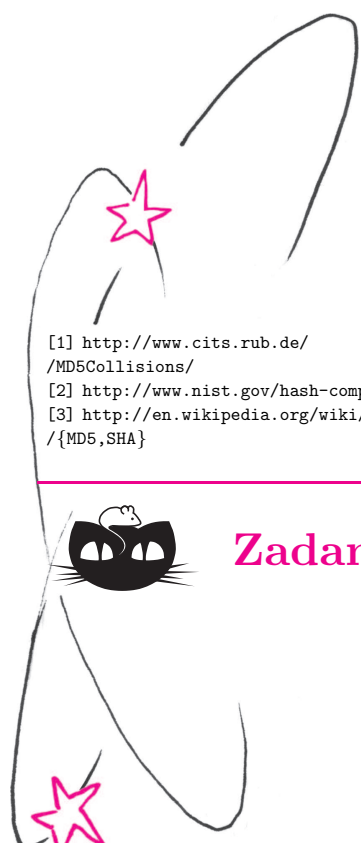 [1] http://www.cits.rub.de/
/MD5Collisions/
[2] http://www.nist.gov/hash-comp
[3] http://en.wikipedia.org/wiki/
/{MD5,SHA}
Zadan